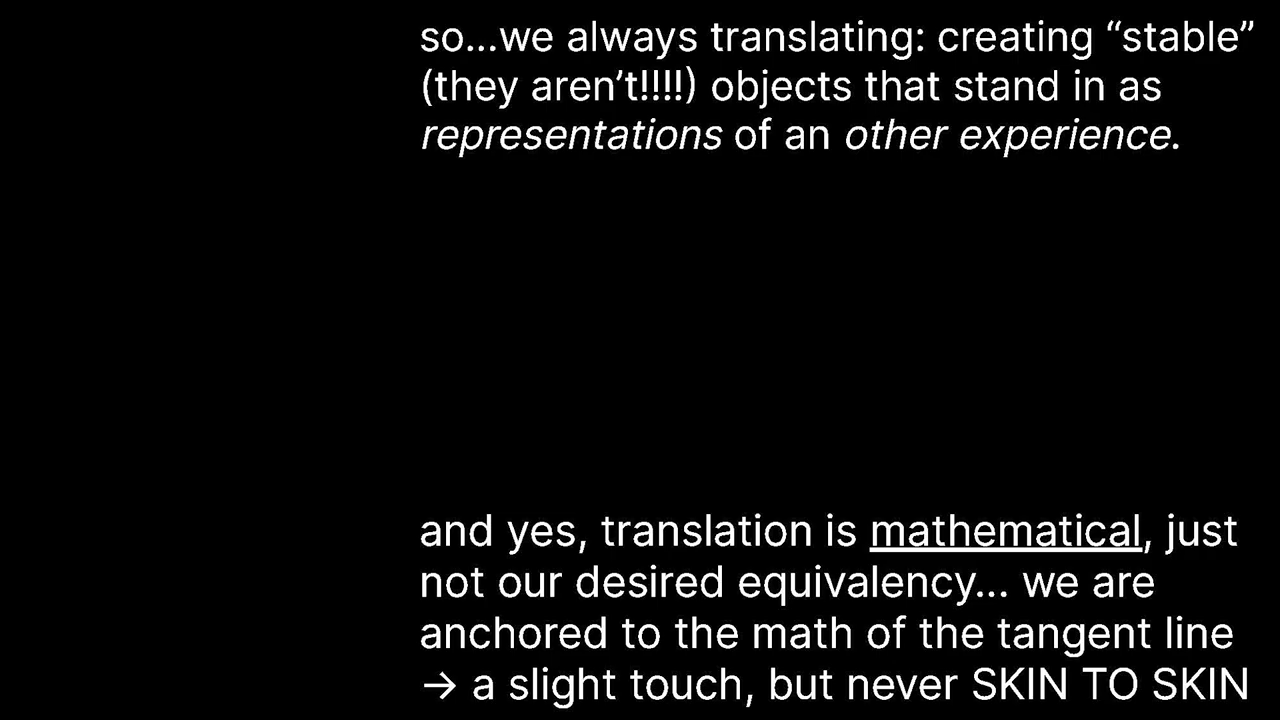 so...we always translating: creating “stable”
(they aren’t!!!!) objects that stand in as
representations of an other experience.
and yes, translation is mathematical, just
not our desired equivalency... we are
anchored to the math of the tangent line
→ a slight touch, but never SKIN TO SKIN